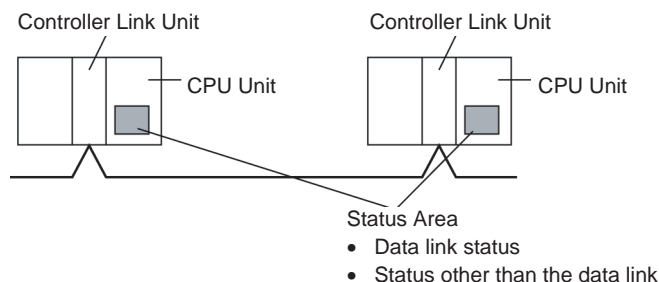 Controller Link Unit
Controller Link Unit
CPU Unit
CPU Unit
Status Area
• Data link status
• Status other than the data link